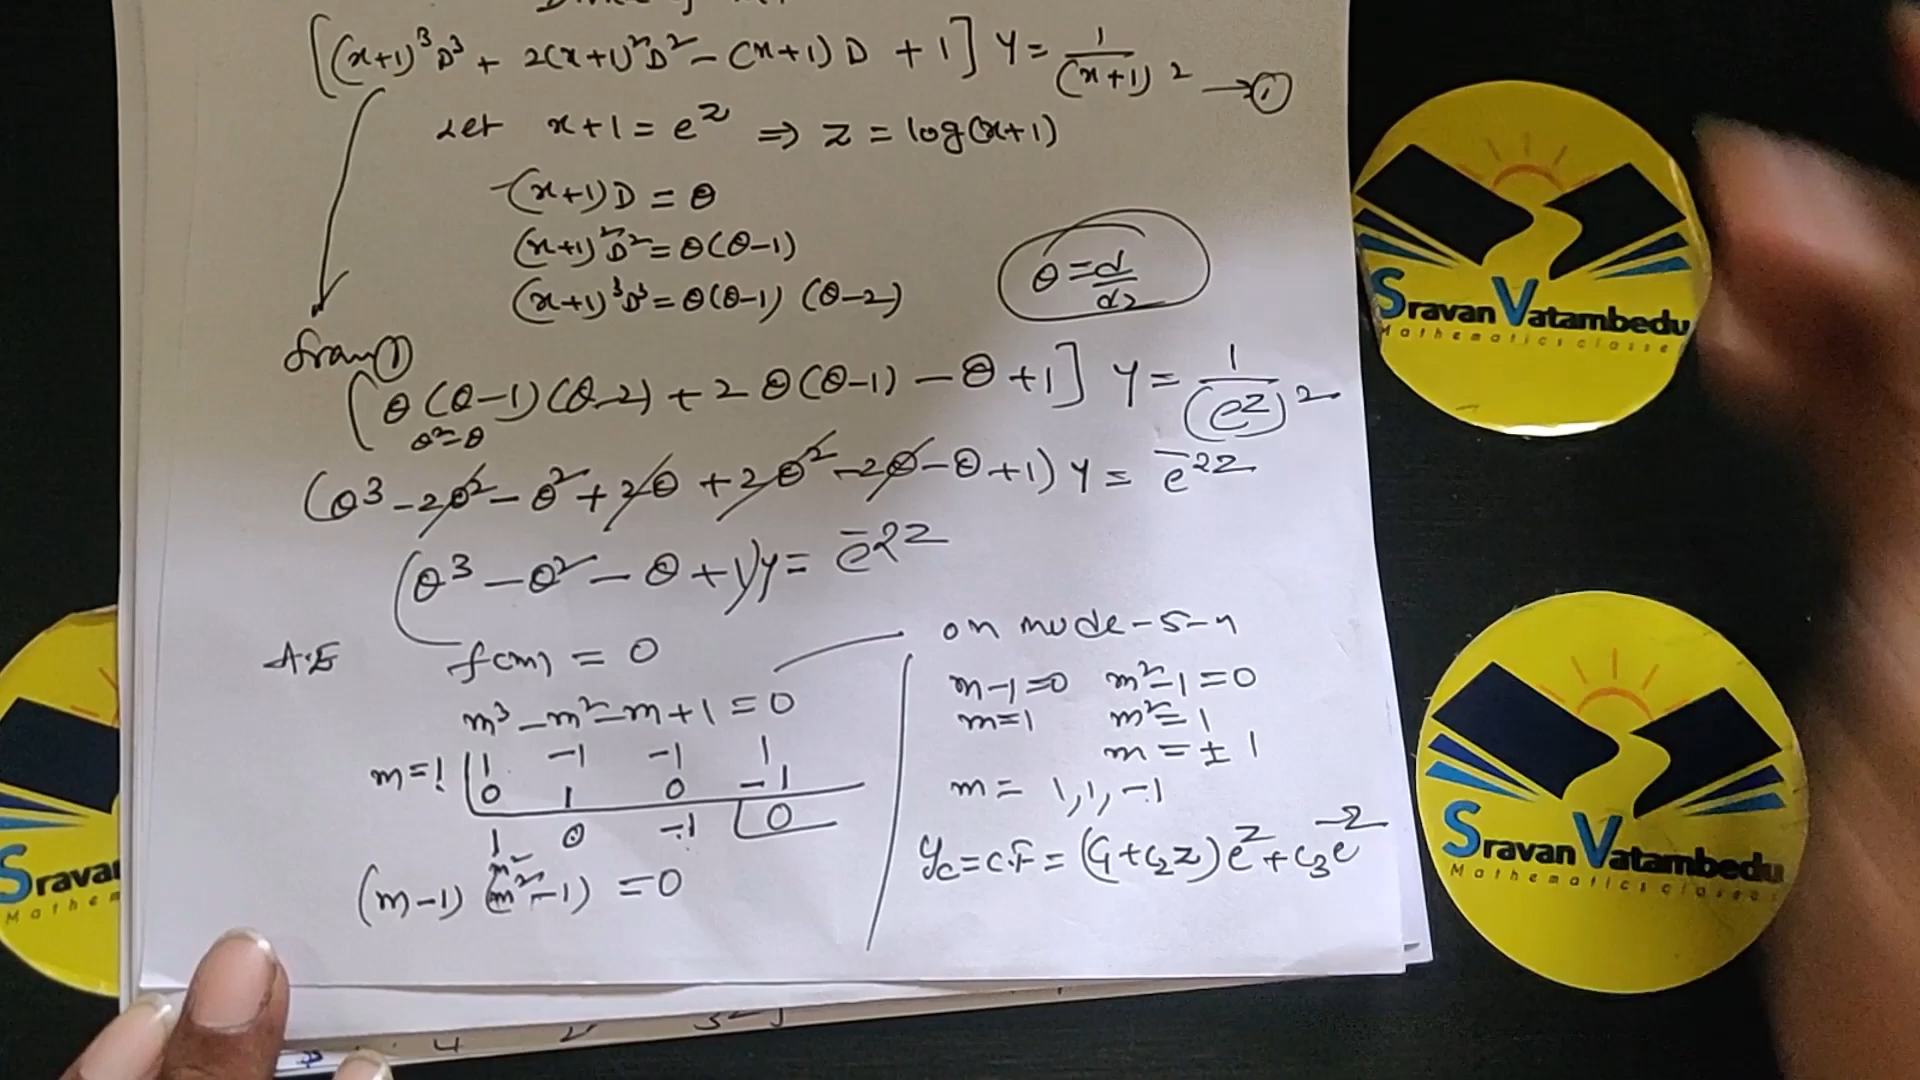 [(x+1)³D³ + 2(x+1)²D² - (x+1)D + 1] y = 1/(x+1)² → ①
Let x+1 = e^z ⇒ z = log(x+1)
(x+1)D = θ
(x+1)²D² = θ(θ-1)
(x+1)³D³ = θ(θ-1)(θ-2)
θ = d/dz
from ①
[θ(θ-1)(θ-2) + 2θ(θ-1) - θ + 1] y = 1/(e^z)²
θ²-θ
(θ³ - 2θ² - θ² + 2θ + 2θ² - 2θ - θ + 1) y = e^-2z
(θ³ - θ² - θ + 1)y = e^-2z
A.E f(m) = 0
m³ - m² - m + 1 = 0
m=1 | 1 -1 -1 1
0 1 0 -1
1 0 -1 | 0
(m-1) (m²-1) = 0
on mode-5-4
m-1=0 m²-1=0
m=1 m²=1
m = ±1
m = 1, 1, -1
yc = C.F = (C1+C2z)e^z + C3e^-z
Sravan Vatambedu
Mathematics classe
Sravan Vatambedu
Mathematics classes
Srava
Mathem